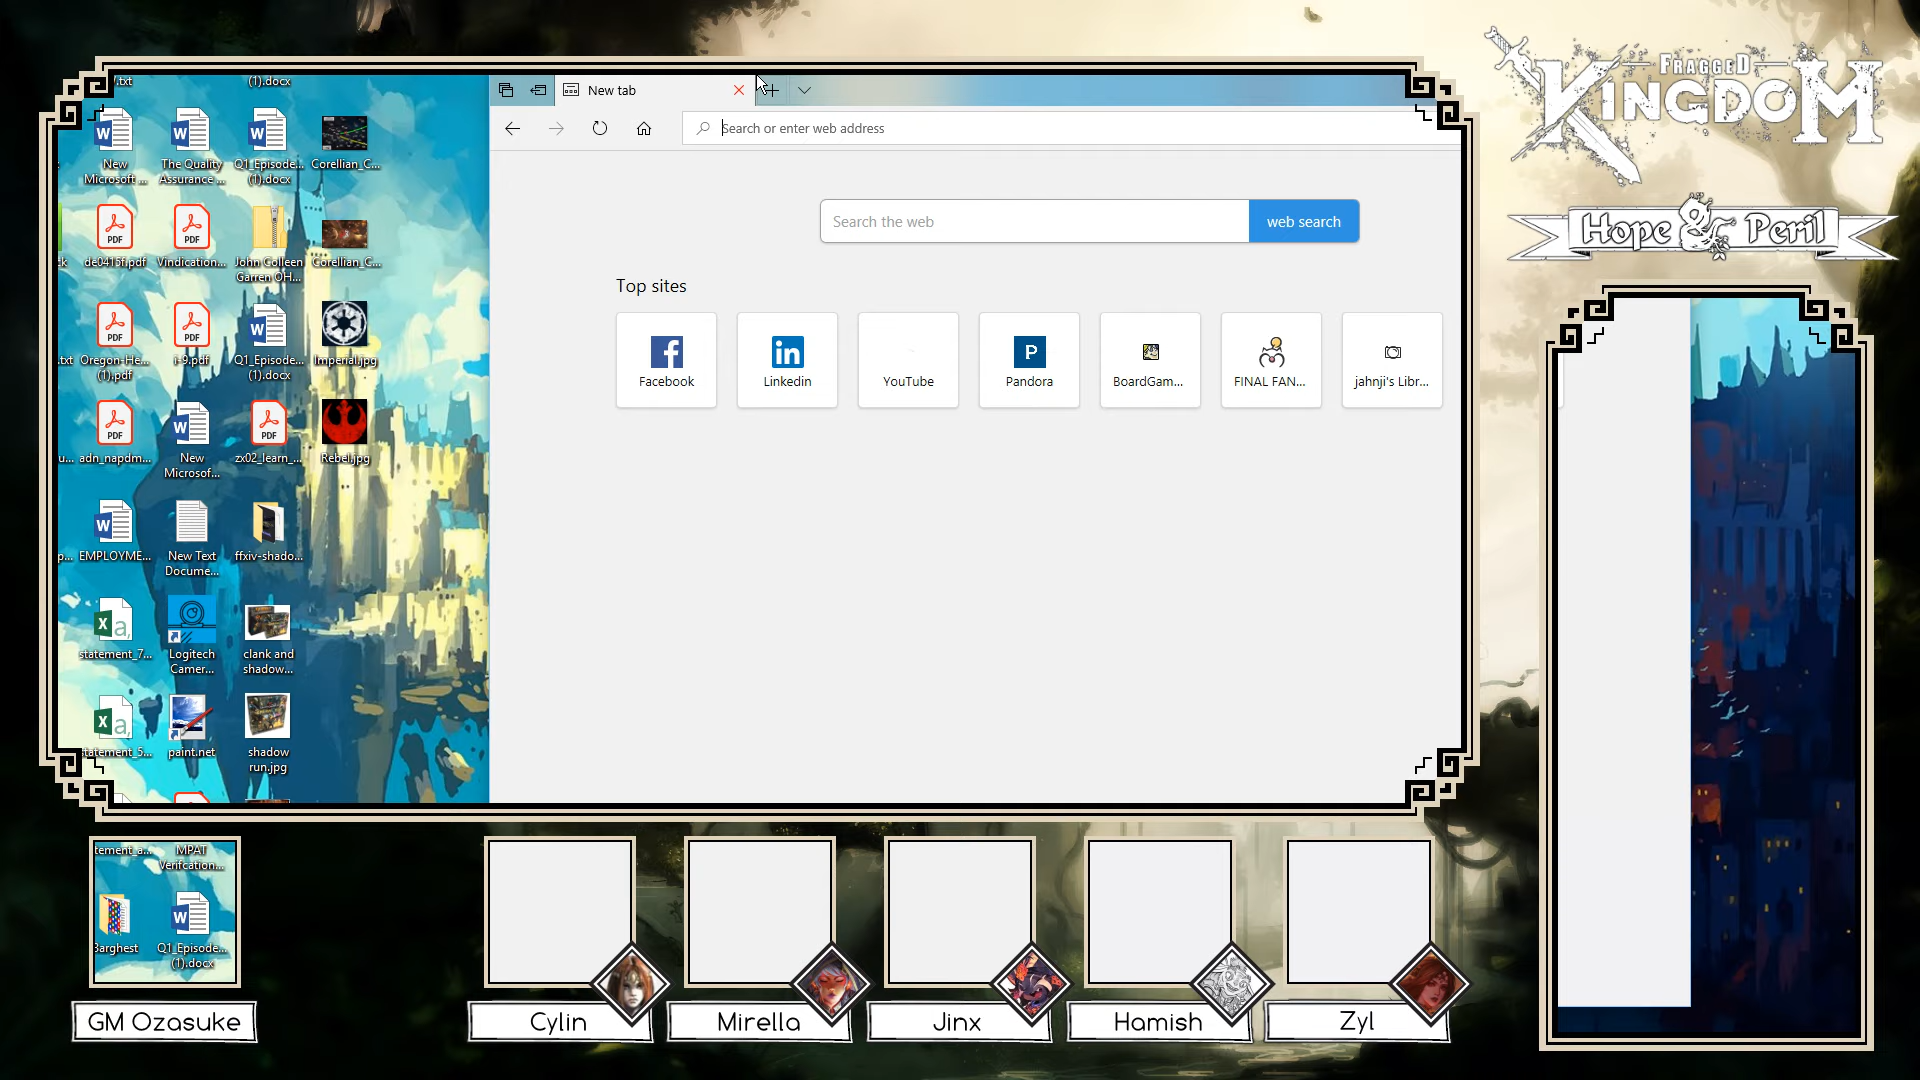 .txt
(1).docx
New tab
Search or enter web address
FRAGGED
KINGDOM
Hope & Peril
New
Microsoft ...
The Quality
Assurance ...
Q1_Episode...
(1).docx
Corellian_C...
Search the web
web search
de0415f.pdf
Vindication...
John Colleen
Garren OH...
Corellian_C...
Top sites
Facebook
Linkedin
YouTube
Pandora
BoardGam...
FINAL FAN...
jahnji's Libr...
.txt
Oregon-He...
(1).pdf
i-9.pdf
Q1_Episode...
(1).docx
Imperial.jpg
u...
adn_napdm...
New
Microsof...
zx02_learn_...
Rebel.jpg
p...
EMPLOYME...
New Text
Docume...
ffxiv-shado...
statement_7...
Logitech
Camer...
clank and
shadow...
statement_5...
paint.net
shadow
run.jpg
tement_a...
MPAT
Verifcation...
Barghest
Q1_Episode...
(1).docx
GM Ozasuke
Cylin
Mirella
Jinx
Hamish
Zyl